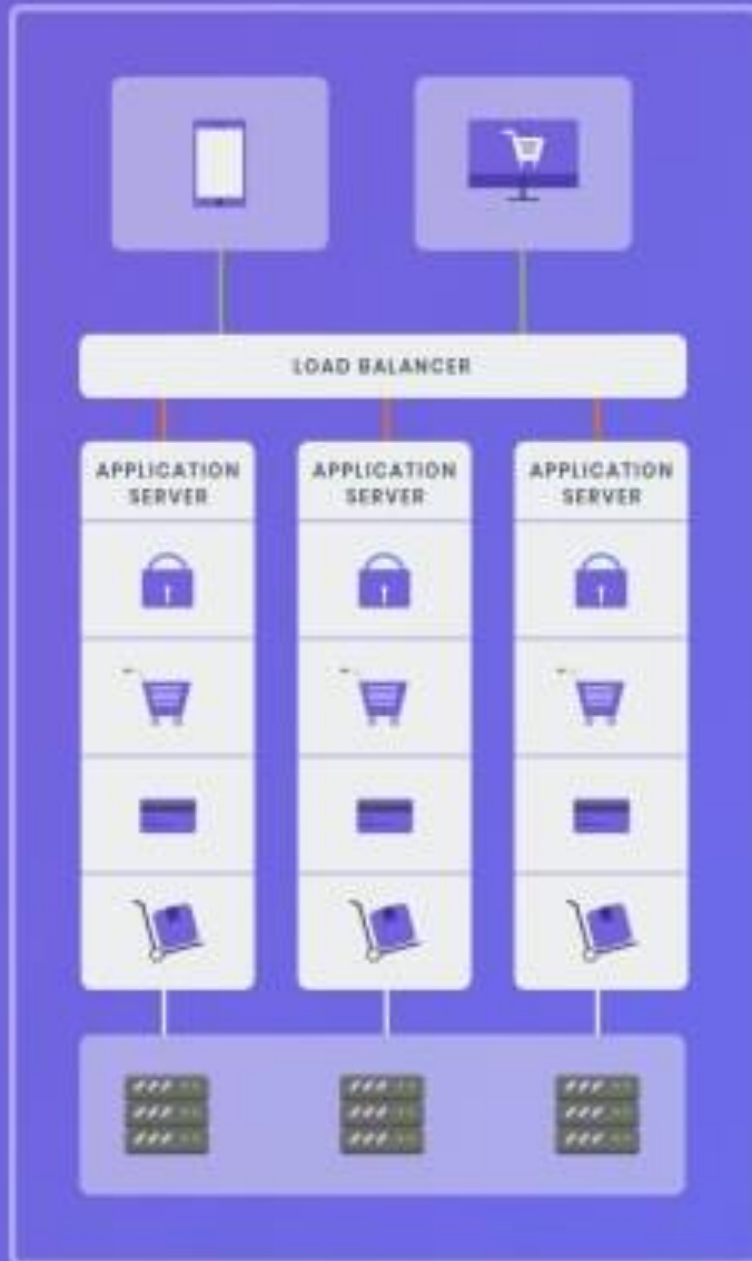 LOAD BALANCER
APPLICATION
SERVER
APPLICATION
SERVER
APPLICATION
SERVER